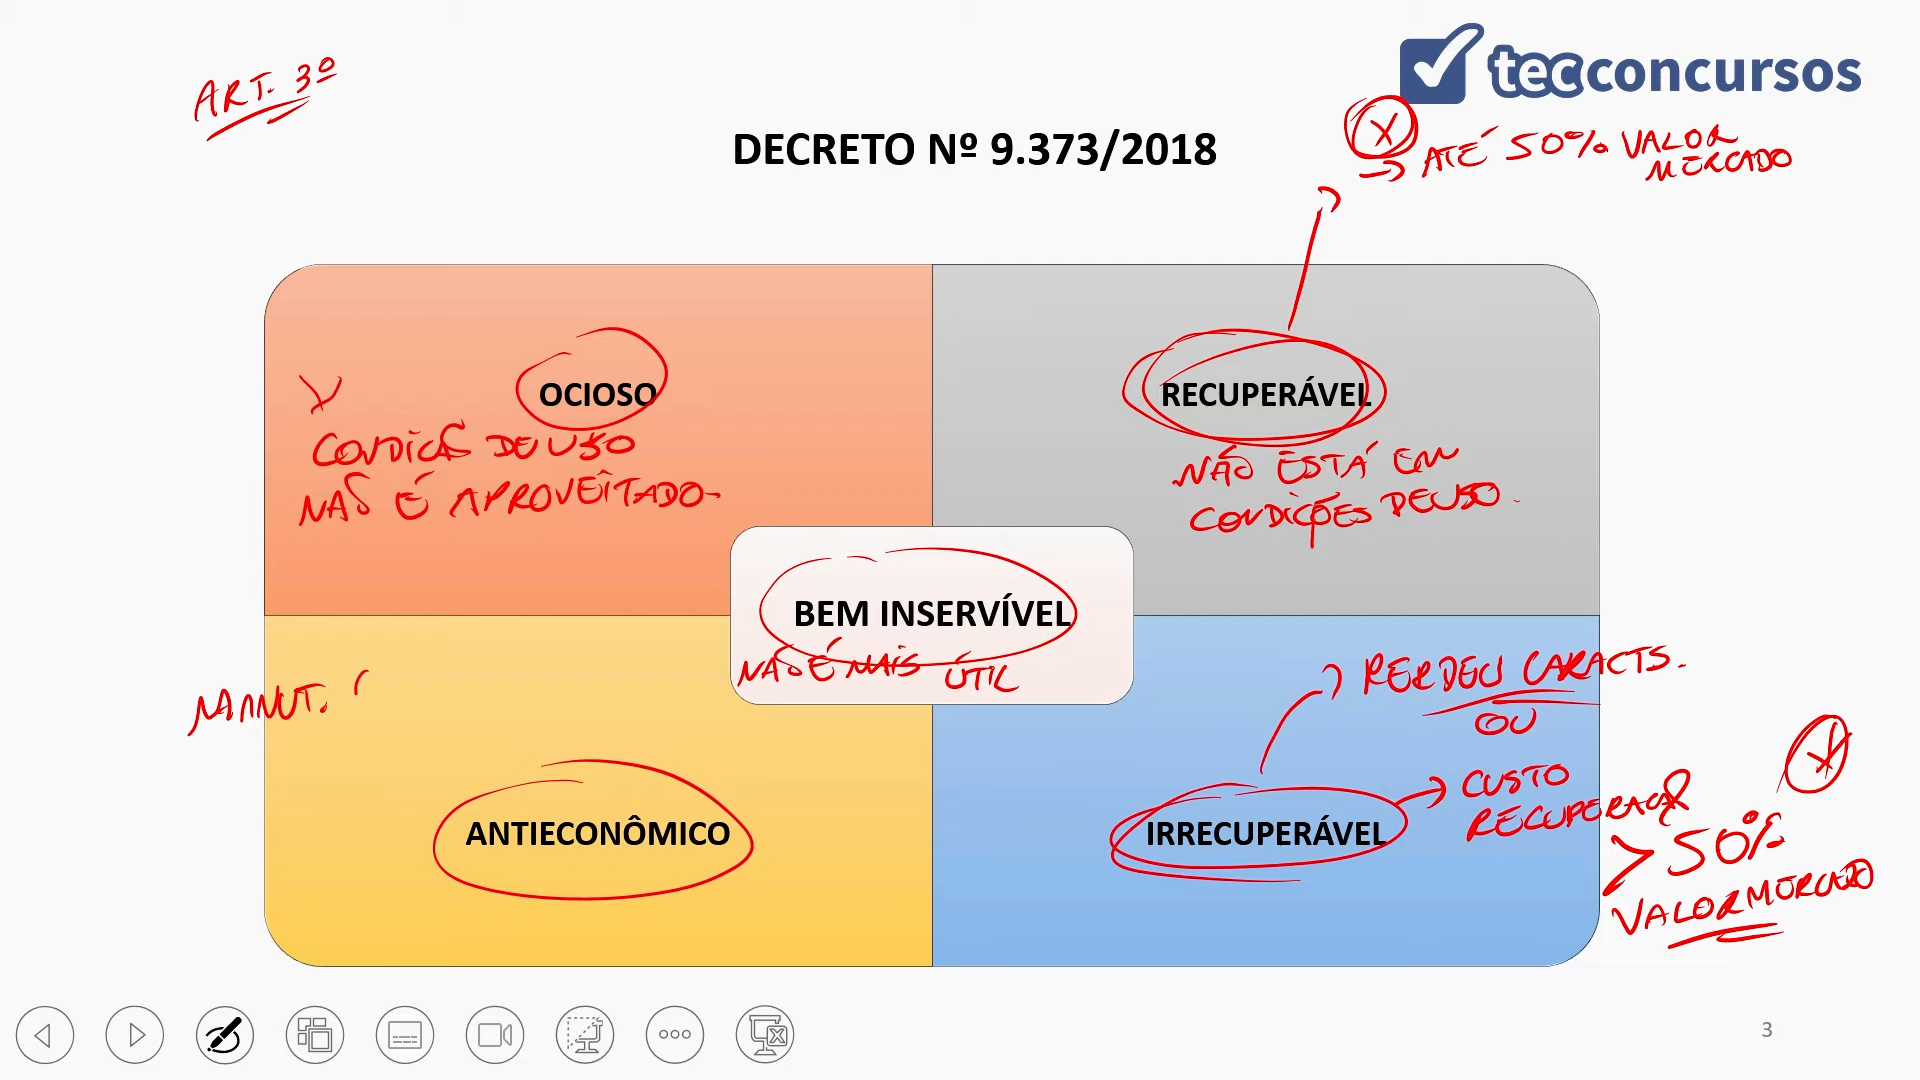 ART. 3º
tecconcursos
DECRETO Nº 9.373/2018
ATÉ 50% VALOR
MERCADO
OCIOSO
CONDIÇÃO DE USO
NÃO É APROVEITADO
RECUPERÁVEL
NÃO ESTÁ EM
CONDIÇÕES DE USO.
BEM INSERVÍVEL
NÃO É MAIS ÚTIL
MANUT. (
ANTIECONÔMICO
PERDEU CARACTS.
OU
IRRECUPERÁVEL
CUSTO
RECUPERAÇÃO
> 50%
VALOR MERCADO
3